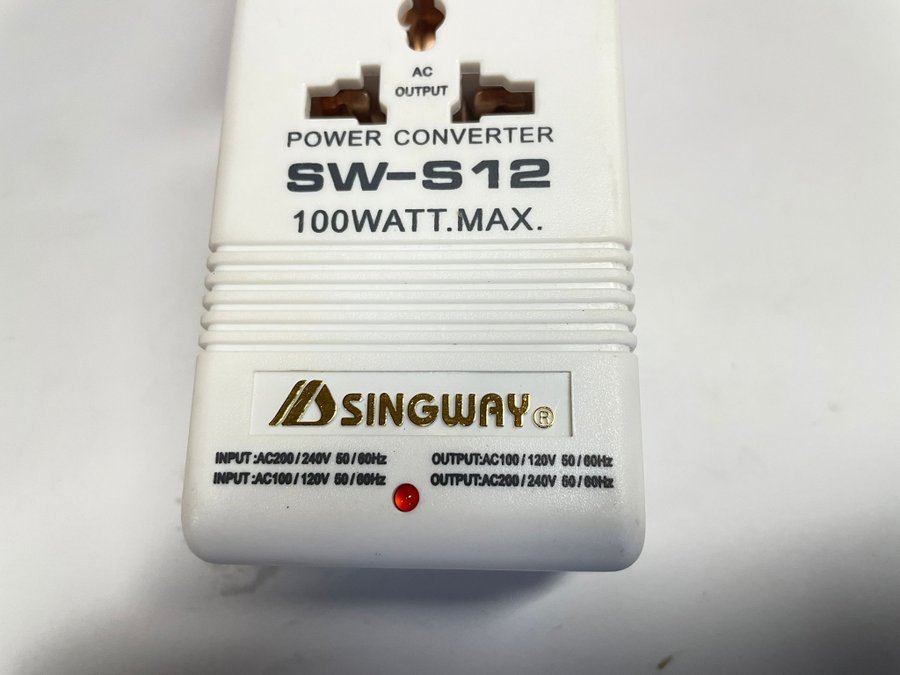 AC
OUTPUT
POWER CONVERTER
SW-S12
100WATT.MAX.
SINGWAY®
INPUT:AC200/240V 50/60Hz OUTPUT:AC100/120V 50/60Hz
INPUT:AC100/120V 50/60Hz OUTPUT:AC200/240V 50/60Hz